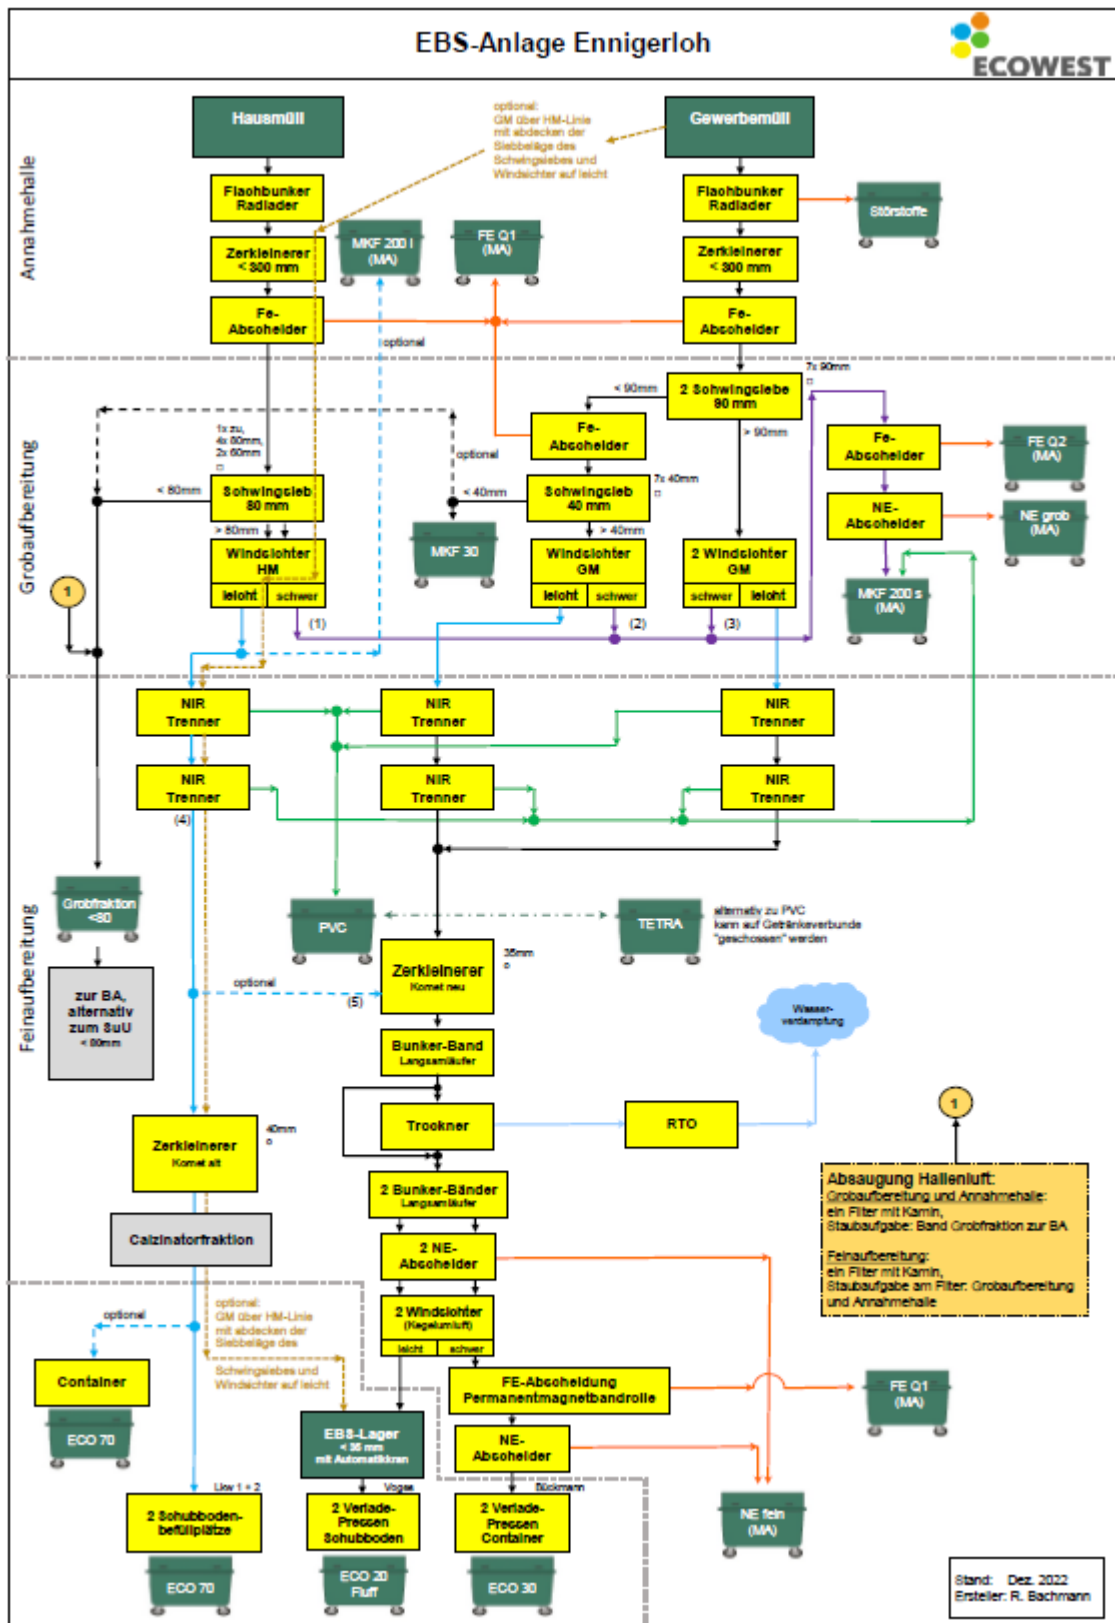 EBS-Anlage Ennigerloh
ECOWEST
Annahmehalle
Hausmüll
optional:
GM über HM-Linie
mit abdecken der
Siebbeläge des
Schwingsiebes und
Windsichter auf leicht
Gewerbemüll
Flachbunker
Radlader
Flachbunker
Radlader
Störstoffe
MKF 200 l
(MA)
FE Q1
(MA)
Zerkleinerer
< 300 mm
Zerkleinerer
< 300 mm
Fe-
Abscheider
Fe-
Abscheider
optional
Grobaufbereitung
7x 90mm
< 90mm
2 Schwingsiebe
90 mm
> 90mm
1x zu,
4x 80mm,
2x 60mm
Fe-
Abscheider
Fe-
Abscheider
FE Q2
(MA)
optional
< 80mm
Schwingsieb
80 mm
< 40mm
Schwingsieb
40 mm
7x 40mm
NE-
Abscheider
NE grob
(MA)
> 80mm
> 40mm
MKF 30
Windsichter
HM
leicht
schwer
Windsichter
GM
leicht
schwer
2 Windsichter
GM
schwer
leicht
MKF 200 s
(MA)
1
(1)
(2)
(3)
Feinaufbereitung
NIR
Trenner
NIR
Trenner
NIR
Trenner
NIR
Trenner
NIR
Trenner
NIR
Trenner
(4)
Grobfraktion
<80
PVC
TETRA
alternativ zu PVC
kann auf Getränkeverbunde
"geschossen" werden
zur BA,
alternativ
zum SuU
< 80mm
optional
(5)
Zerkleinerer
Komet neu
35mm
Wasser-
verdampfung
Bunker-Band
Langsamläufer
Trockner
RTO
1
Zerkleinerer
Komet alt
40mm
2 Bunker-Bänder
Langsamläufer
Absaugung Hallenluft:
Grobaufbereitung und Annahmehalle:
ein Filter mit Kamin,
Staubaufgabe: Band Grobfraktion zur BA
Feinaufbereitung:
ein Filter mit Kamin,
Staubaufgabe am Filter: Grobaufbereitung
und Annahmehalle
Calzinatorfraktion
2 NE-
Abscheider
optional
optional:
GM über HM-Linie
mit abdecken der
Siebbeläge des
Schwingsiebes und
Windsichter auf leicht
2 Windsichter
(Kegelumluft)
leicht
schwer
Container
ECO 70
FE-Abscheidung
Permanentmagnetbandrolle
FE Q1
(MA)
EBS-Lager
< 35 mm
mit Automatikkran
NE-
Abscheider
Lkw 1 + 2
Voges
Bückmann
2 Schubboden-
befüllplätze
2 Verlade-
Pressen
Schubboden
2 Verlade-
Pressen
Container
NE fein
(MA)
ECO 70
ECO 20
Fluff
ECO 30
Stand: Dez. 2022
Ersteller: R. Bachmann